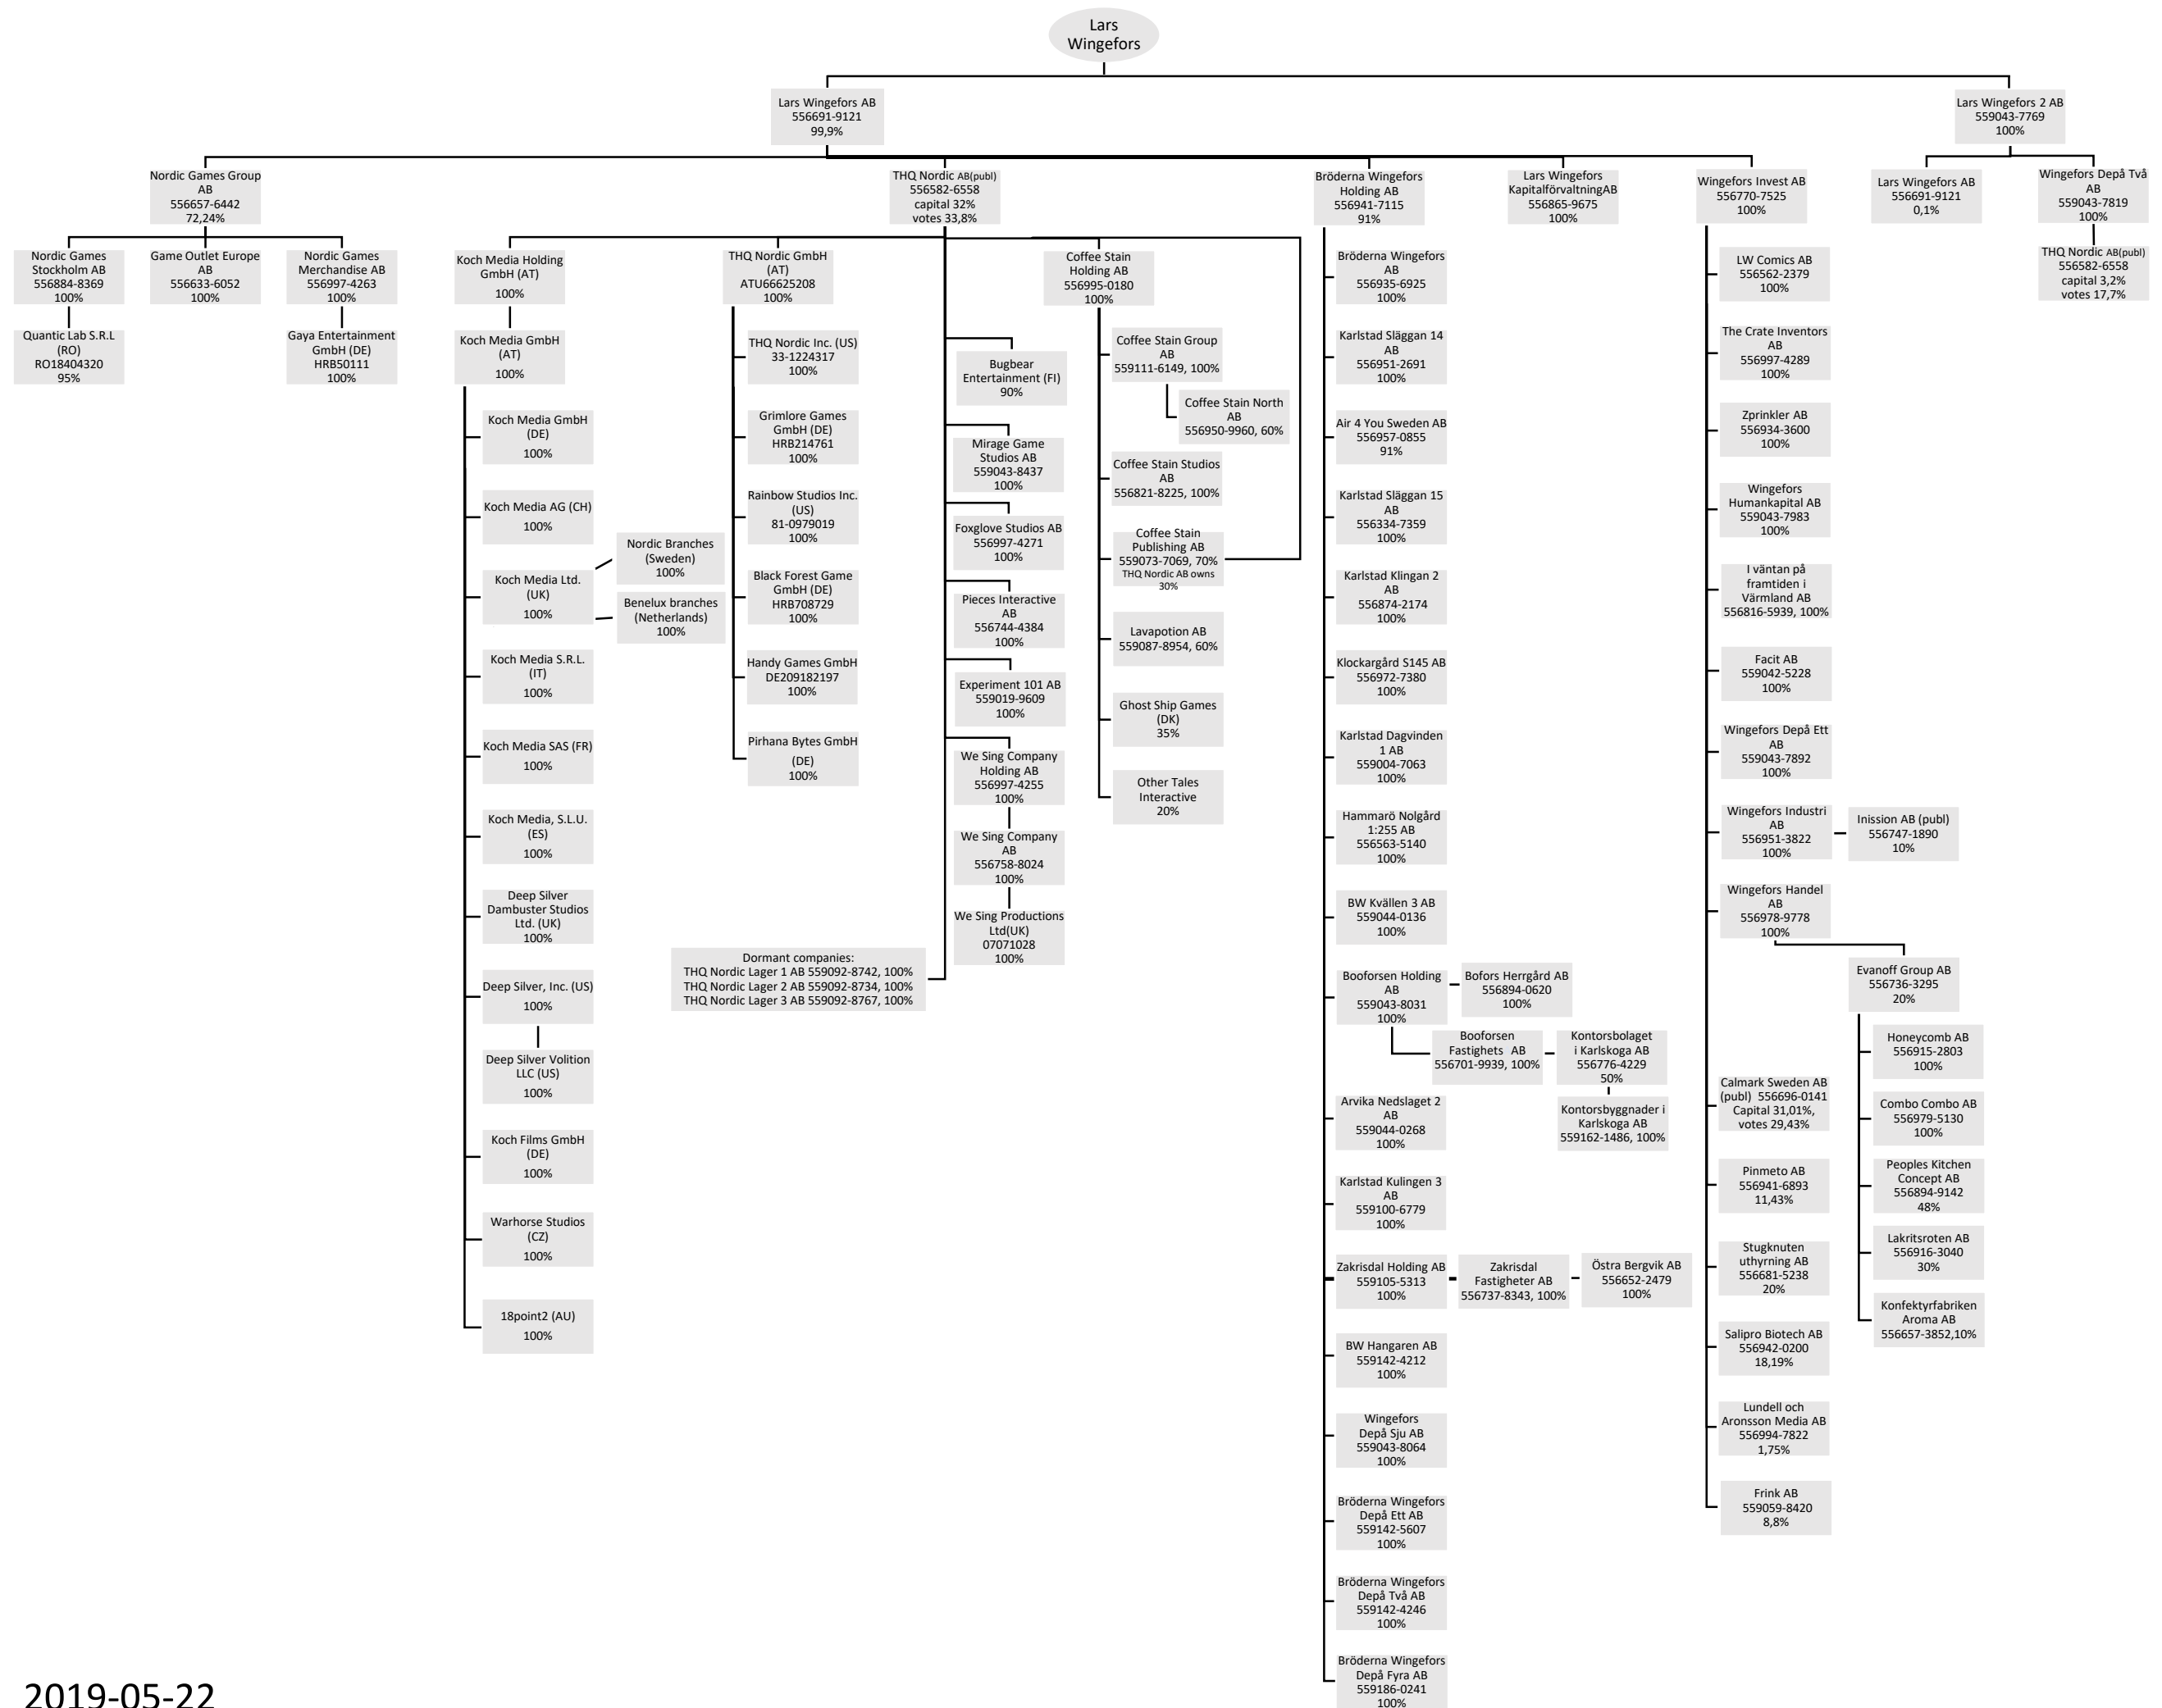 Lars
Wingefors
Lars Wingefors AB
556691-9121
99,9%
Lars Wingefors 2 AB
559043-7769
100%
Nordic Games Group
AB
556657-6442
72,24%
THQ Nordic AB(publ)
556582-6558
capital 32%
votes 33,8%
Bröderna Wingefors
Holding AB
556941-7115
91%
Lars Wingefors
KapitalförvaltningAB
556865-9675
100%
Wingefors Invest AB
556770-7525
100%
Lars Wingefors AB
556691-9121
0,1%
Wingefors Depå Två
AB
559043-7819
100%
THQ Nordic AB(publ)
556582-6558
capital 3,2%
votes 17,7%
Nordic Games
Stockholm AB
556884-8369
100%
Game Outlet Europe
AB
556633-6052
100%
Nordic Games
Merchandise AB
556997-4263
100%
Quantic Lab S.R.L
(RO)
RO18404320
95%
Gaya Entertainment
GmbH (DE)
HRB50111
100%
Koch Media Holding
GmbH (AT)
100%
Koch Media GmbH
(AT)
100%
Koch Media GmbH
(DE)
100%
Koch Media AG (CH)
100%
Koch Media Ltd.
(UK)
100%
Nordic Branches
(Sweden)
100%
Benelux branches
(Netherlands)
100%
Koch Media S.R.L.
(IT)
100%
Koch Media SAS (FR)
100%
Koch Media, S.L.U.
(ES)
100%
Deep Silver
Dambuster Studios
Ltd. (UK)
100%
Deep Silver, Inc. (US)
100%
Deep Silver Volition
LLC (US)
100%
Koch Films GmbH
(DE)
100%
Warhorse Studios
(CZ)
100%
18point2 (AU)
100%
THQ Nordic GmbH
(AT)
ATU66625208
100%
THQ Nordic Inc. (US)
33-1224317
100%
Grimlore Games
GmbH (DE)
HRB214761
100%
Rainbow Studios Inc.
(US)
81-0979019
100%
Black Forest Game
GmbH (DE)
HRB708729
100%
Handy Games GmbH
DE209182197
100%
Pirhana Bytes GmbH
(DE)
100%
Bugbear
Entertainment (FI)
90%
Mirage Game
Studios AB
559043-8437
100%
Foxglove Studios AB
556997-4271
100%
Pieces Interactive
AB
556744-4384
100%
Experiment 101 AB
559019-9609
100%
We Sing Company
Holding AB
556997-4255
100%
We Sing Company
AB
556758-8024
100%
We Sing Productions
Ltd(UK)
07071028
100%
Dormant companies:
THQ Nordic Lager 1 AB 559092-8742, 100%
THQ Nordic Lager 2 AB 559092-8734, 100%
THQ Nordic Lager 3 AB 559092-8767, 100%
Coffee Stain
Holding AB
556995-0180
100%
Coffee Stain Group
AB
559111-6149, 100%
Coffee Stain North
AB
556950-9960, 60%
Coffee Stain Studios
AB
556821-8225, 100%
Coffee Stain
Publishing AB
559073-7069, 70%
THQ Nordic AB owns
30%
Lavapotion AB
559087-8954, 60%
Ghost Ship Games
(DK)
35%
Other Tales
Interactive
20%
Bröderna Wingefors
AB
556935-6925
100%
Karlstad Släggan 14
AB
556951-2691
100%
Air 4 You Sweden AB
556957-0855
91%
Karlstad Släggan 15
AB
556334-7359
100%
Karlstad Klingan 2
AB
556874-2174
100%
Klockargård S145 AB
556972-7380
100%
Karlstad Dagvinden
1 AB
559004-7063
100%
Hammarö Nolgård
1:255 AB
556563-5140
100%
BW Kvällen 3 AB
559044-0136
100%
Booforsen Holding
AB
559043-8031
100%
Bofors Herrgård AB
556894-0620
100%
Booforsen
Fastighets AB
556701-9939, 100%
Kontorsbolaget
i Karlskoga AB
556776-4229
50%
Kontorsbyggnader i
Karlskoga AB
559162-1486, 100%
Arvika Nedslaget 2
AB
559044-0268
100%
Karlstad Kulingen 3
AB
559100-6779
100%
Zakrisdal Holding AB
559105-5313
100%
Zakrisdal
Fastigheter AB
556737-8343, 100%
Östra Bergvik AB
556652-2479
100%
BW Hangaren AB
559142-4212
100%
Wingefors
Depå Sju AB
559043-8064
100%
Bröderna Wingefors
Depå Ett AB
559142-5607
100%
Bröderna Wingefors
Depå Två AB
559142-4246
100%
Bröderna Wingefors
Depå Fyra AB
559186-0241
100%
LW Comics AB
556562-2379
100%
The Crate Inventors
AB
556997-4289
100%
Zprinkler AB
556934-3600
100%
Wingefors
Humankapital AB
559043-7983
100%
I väntan på
framtiden i
Värmland AB
556816-5939, 100%
Facit AB
559042-5228
100%
Wingefors Depå Ett
AB
559043-7892
100%
Wingefors Industri
AB
556951-3822
100%
Inission AB (publ)
556747-1890
10%
Wingefors Handel
AB
556978-9778
100%
Evanoff Group AB
556736-3295
20%
Honeycomb AB
556915-2803
100%
Combo Combo AB
556979-5130
100%
Peoples Kitchen
Concept AB
556894-9142
48%
Lakritsroten AB
556916-3040
30%
Konfektyrfabriken
Aroma AB
556657-3852,10%
Calmark Sweden AB
(publ) 556696-0141
Capital 31,01%,
votes 29,43%
Pinmeto AB
556941-6893
11,43%
Stugknuten
uthyrning AB
556681-5238
20%
Salipro Biotech AB
556942-0200
18,19%
Lundell och
Aronsson Media AB
556994-7822
1,75%
Frink AB
559059-8420
8,8%
2019-05-22